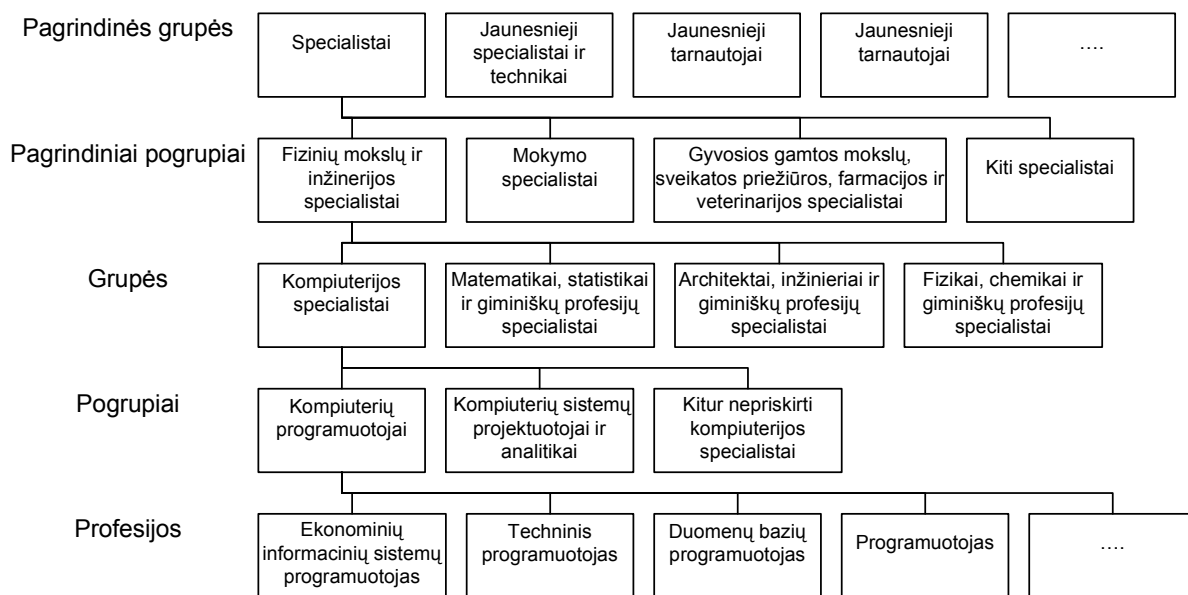 Pagrindinės grupės
Specialistai
Jaunesnieji
specialistai ir
technikai
Jaunesnieji
tarnautojai
Jaunesnieji
tarnautojai
....
Pagrindiniai pogrupiai
Fizinių mokslų ir
inžinerijos
specialistai
Mokymo
specialistai
Gyvosios gamtos mokslų,
sveikatos priežiūros, farmacijos ir
veterinarijos specialistai
Kiti specialistai
Grupės
Kompiuterijos
specialistai
Matematikai, statistikai
ir giminiškų profesijų
specialistai
Architektai, inžinieriai ir
giminiškų profesijų
specialistai
Fizikai, chemikai ir
giminiškų profesijų
specialistai
Pogrupiai
Kompiuterių
programuotojai
Kompiuterių sistemų
projektuotojai ir
analitikai
Kitur nepriskirti
kompiuterijos
specialistai
Profesijos
Ekonominių
informacinių sistemų
programuotojas
Techninis
programuotojas
Duomenų bazių
programuotojas
Programuotojas
....